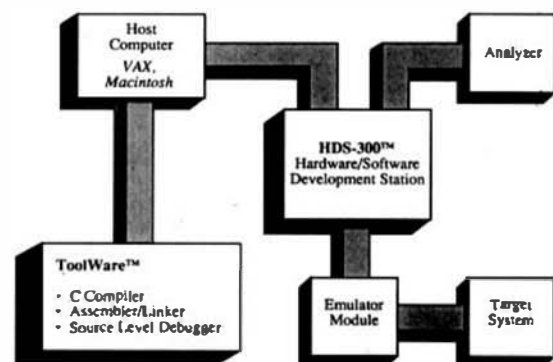 Host
Computer
VAX,
Macintosh
Analyzer
HDS-300™
Hardware/Software
Development Station
ToolWare™
• C Compiler
• Assembler/Linker
• Source Level Debugger
Emulator
Module
Target
System